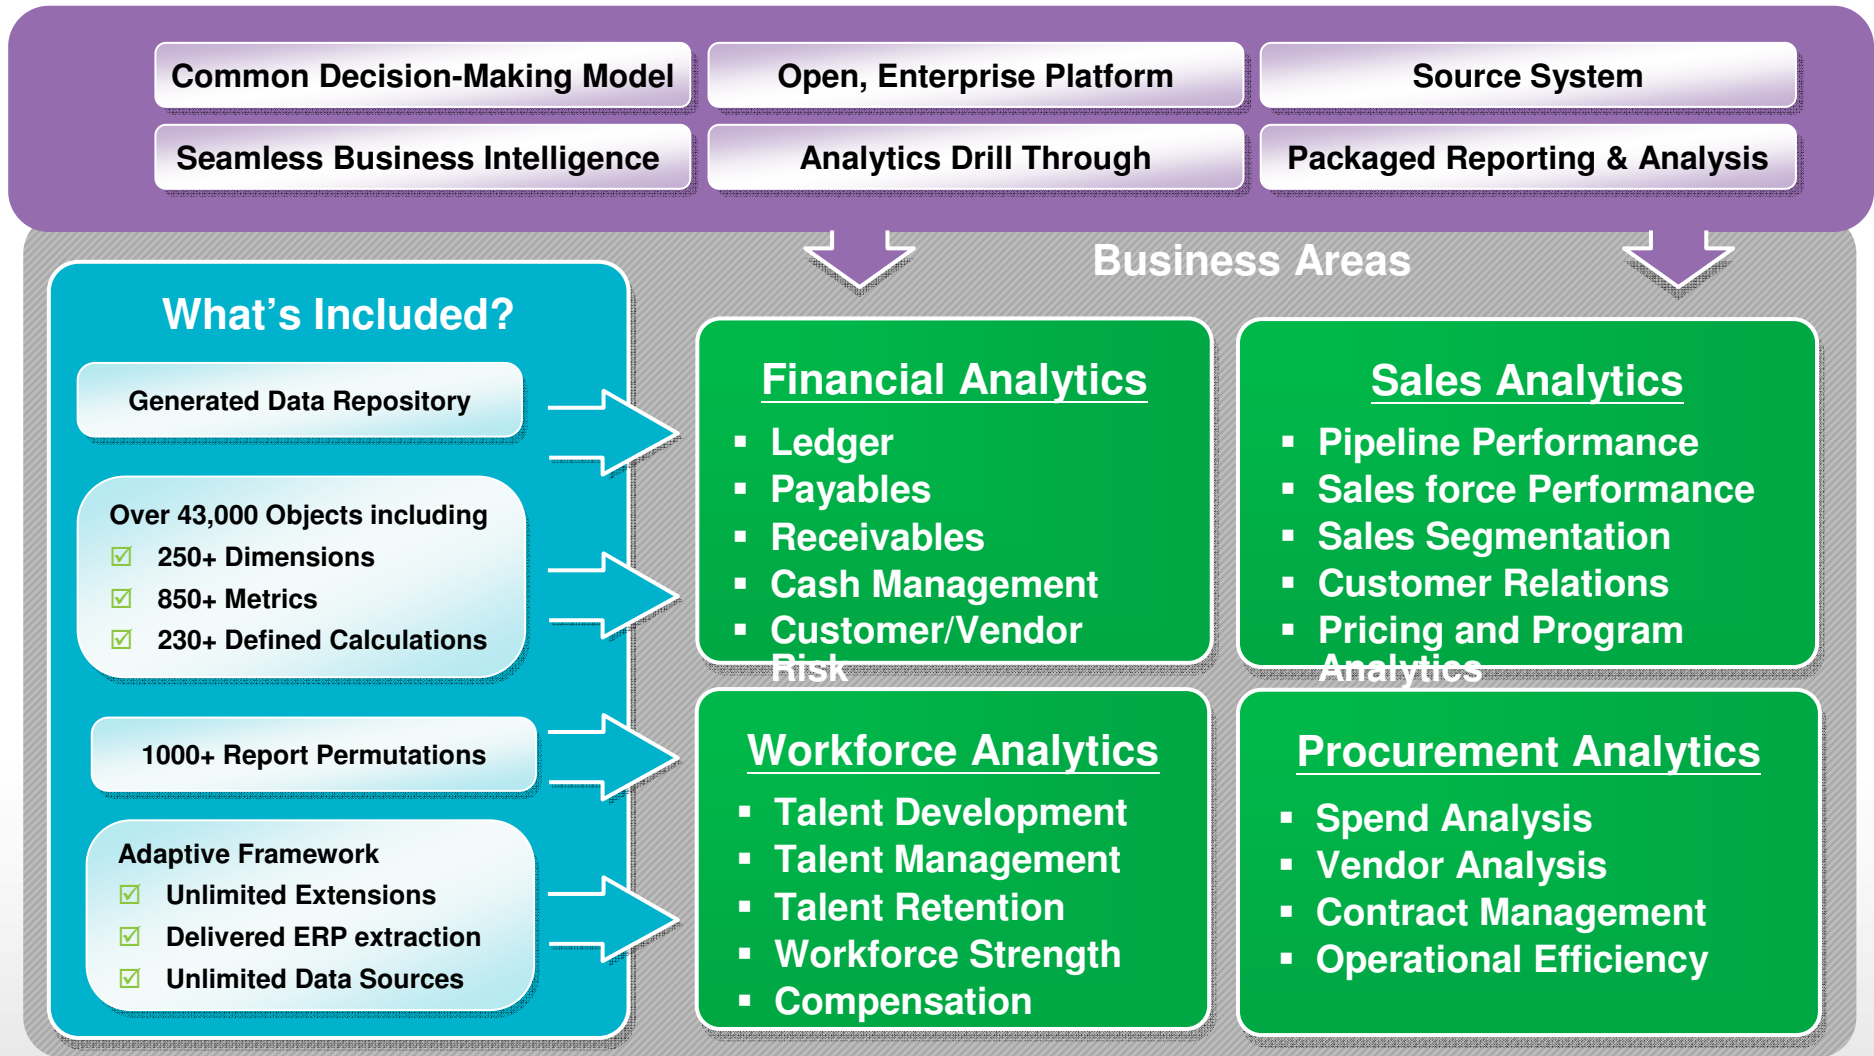 Common Decision-Making Model
Open, Enterprise Platform
Source System
Seamless Business Intelligence
Analytics Drill Through
Packaged Reporting & Analysis
Business Areas
What's Included?
Generated Data Repository
Over 43,000 Objects including
250+ Dimensions
850+ Metrics
230+ Defined Calculations
1000+ Report Permutations
Adaptive Framework
Unlimited Extensions
Delivered ERP extraction
Unlimited Data Sources
Financial Analytics
Ledger
Payables
Receivables
Cash Management
Customer/Vendor
Risk
Sales Analytics
Pipeline Performance
Sales force Performance
Sales Segmentation
Customer Relations
Pricing and Program
Analytics
Workforce Analytics
Talent Development
Talent Management
Talent Retention
Workforce Strength
Compensation
Procurement Analytics
Spend Analysis
Vendor Analysis
Contract Management
Operational Efficiency